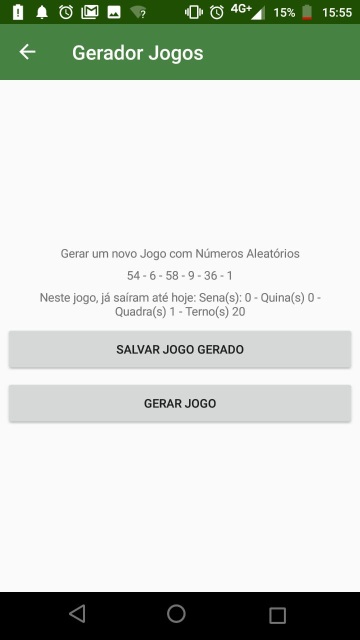 4G+ 15% 15:55
Gerador Jogos
Gerar um novo Jogo com Números Aleatórios
54 - 6 - 58 - 9 - 36 - 1
Neste jogo, já saíram até hoje: Sena(s): 0 - Quina(s) 0 -
Quadra(s) 1 - Terno(s) 20
SALVAR JOGO GERADO
GERAR JOGO